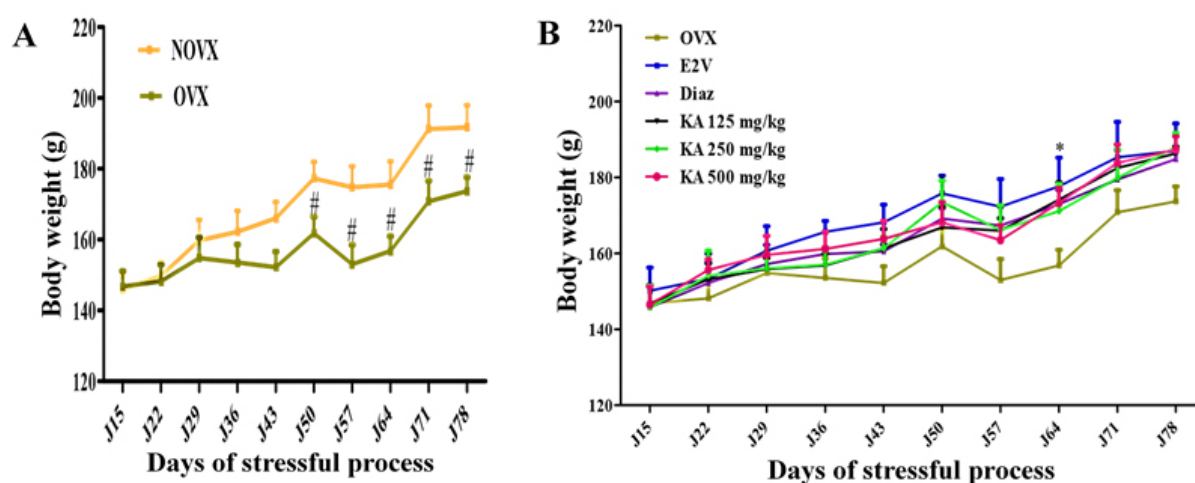 A
NOVX
OVX
Body weight (g)
220
200
180
160
140
120
#
#
#
#
#
J15
J22
J29
J36
J43
J50
J57
J64
J71
J78
Days of stressful process
B
OVX
E2V
Diaz
KA 125 mg/kg
KA 250 mg/kg
KA 500 mg/kg
Body weight (g)
220
200
180
160
140
120
*
J15
J22
J29
J36
J43
J50
J57
J64
J71
J78
Days of stressful process